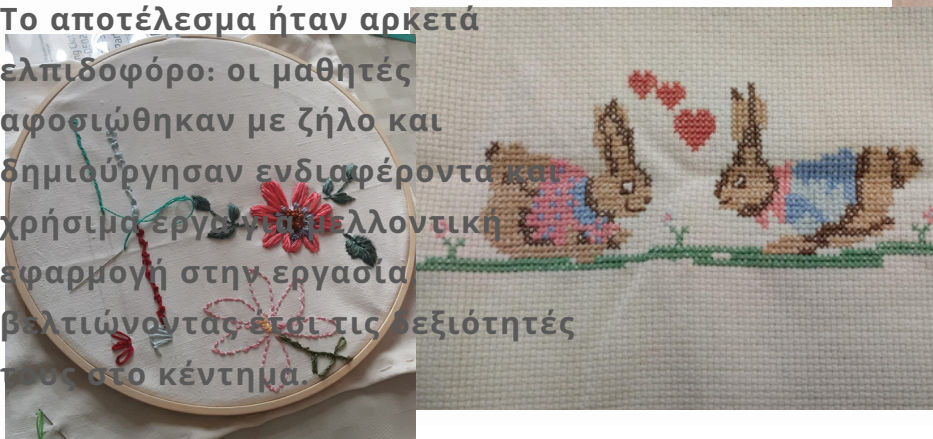 Το αποτέλεσμα ήταν αρκετά
ελπιδοφόρο: οι μαθητές
αφοσιώθηκαν με ζήλο και
δημιούργησαν ενδιαφέροντα και
χρήσιμα έργα για μελλοντική
εφαρμογή στην εργασία
βελτιώνοντας έτσι τις δεξιότητές
τους στο κέντημα.